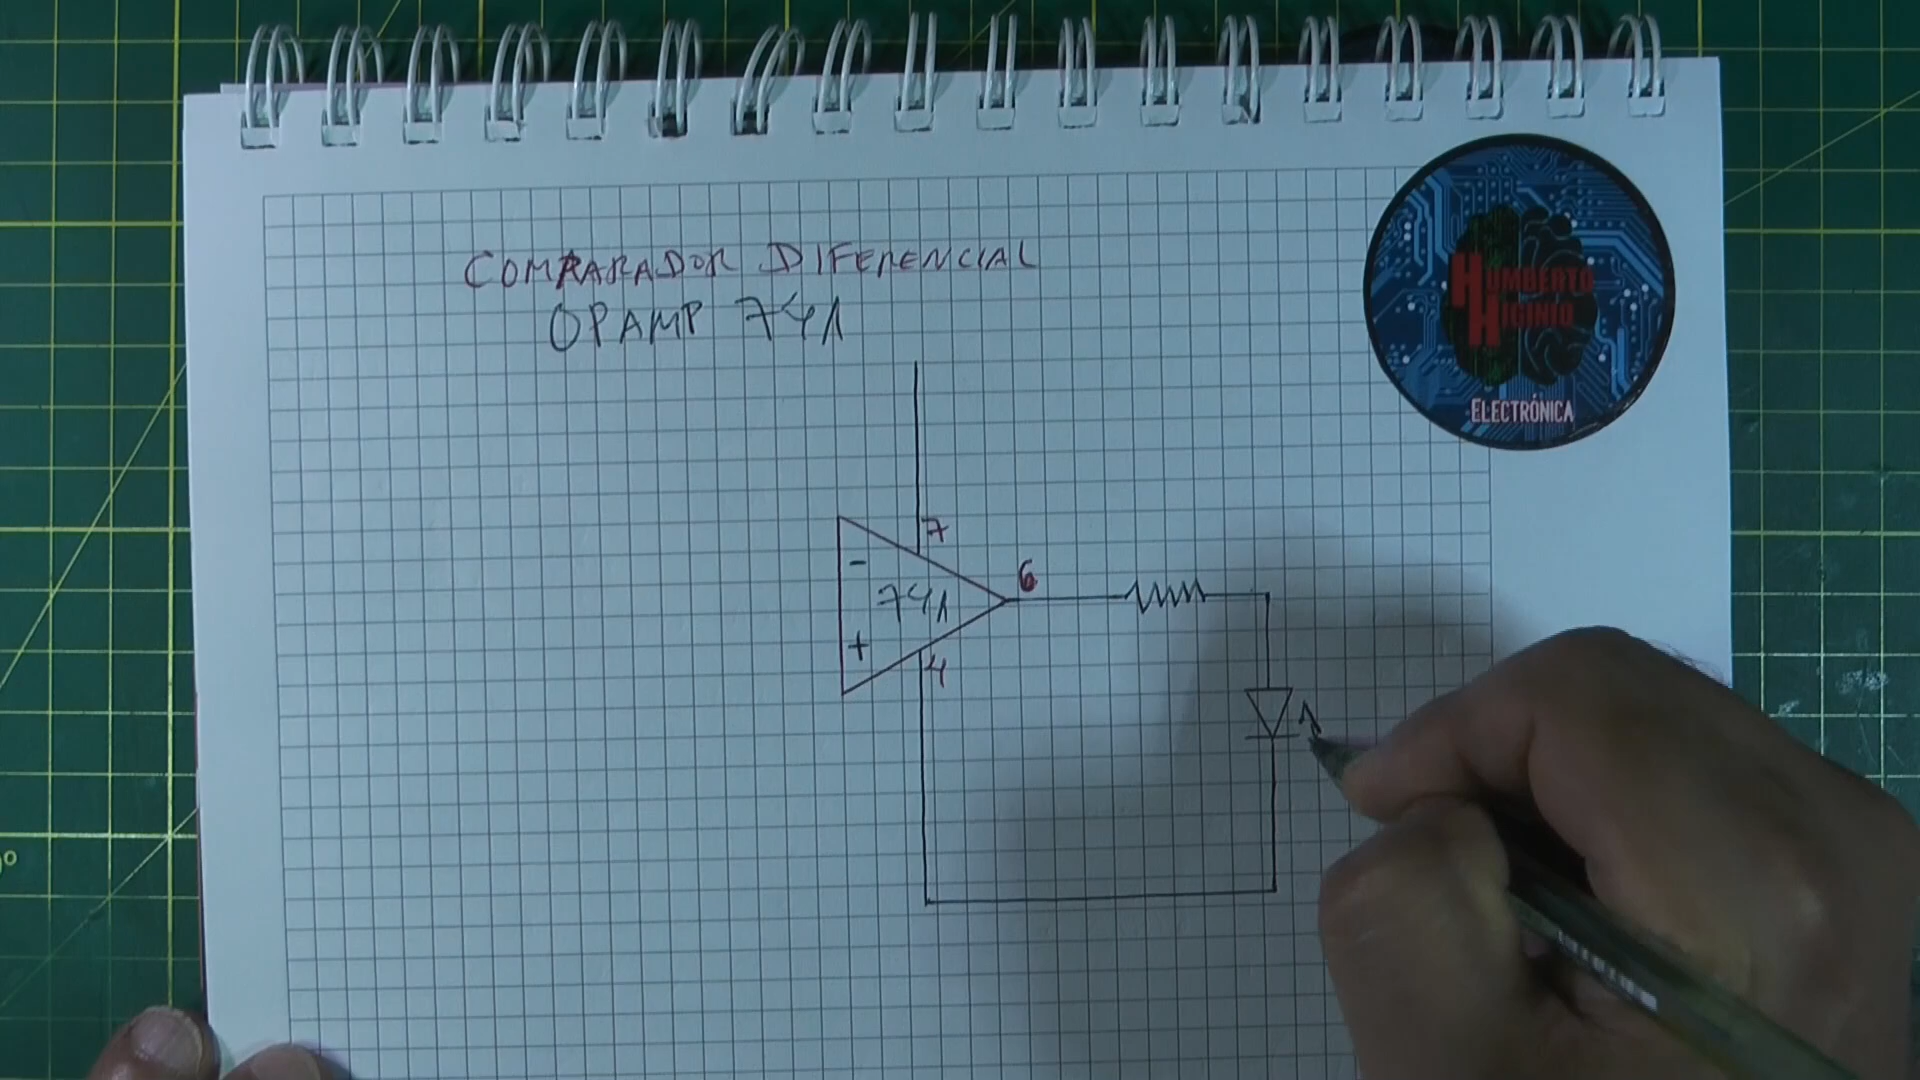 COMPARADOR DIFERENCIAL
OPAMP 741
7
-
741
6
+
4
HUMBERTO
HIGINIO
ELECTRÓNICA